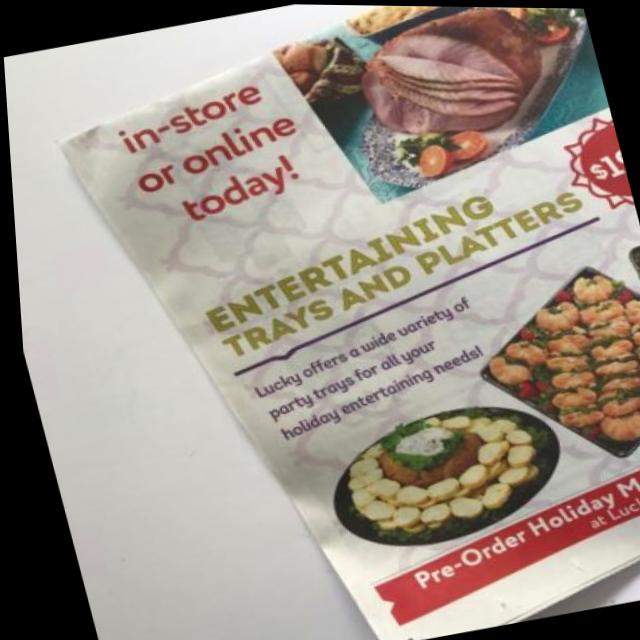 in-store
or online
today!
ENTERTAINING
TRAYS AND PLATTERS
Lucky offers a wide variety of
party trays for all your
holiday entertaining needs!
Pre-Order Holiday
at